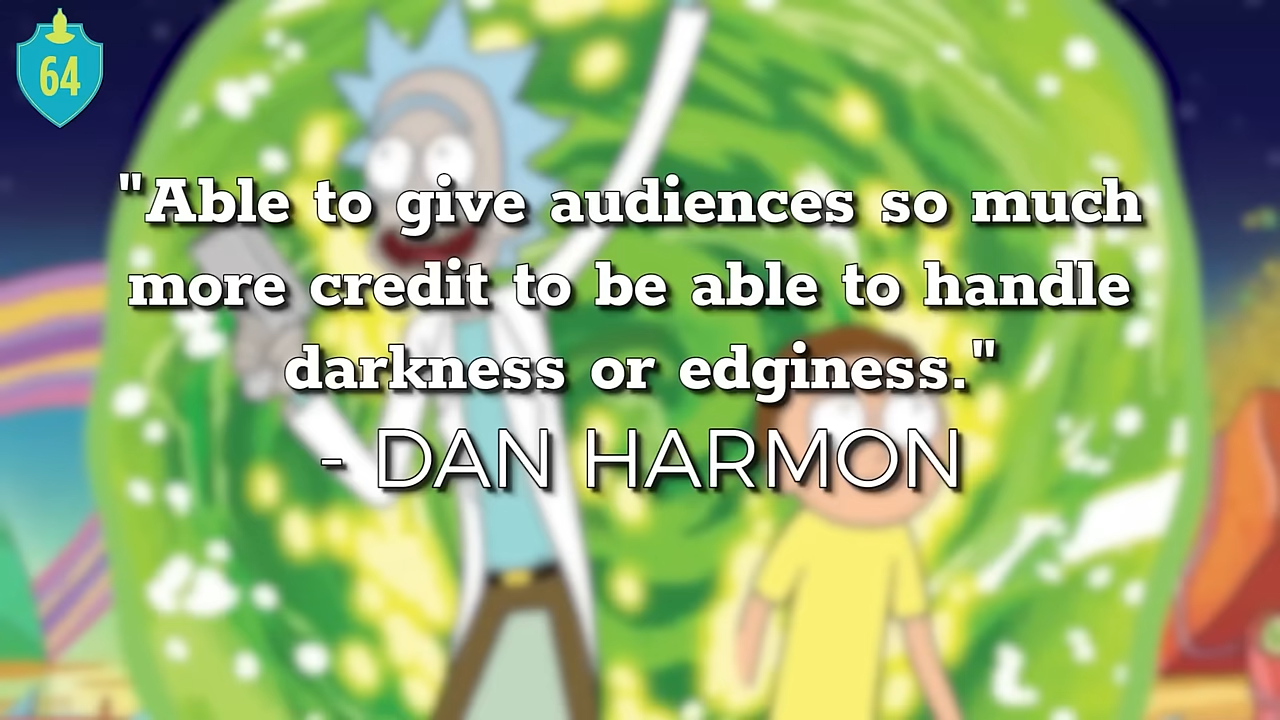 64
"Able to give audiences so much
more credit to be able to handle
darkness or edginess."
- DAN HARMON